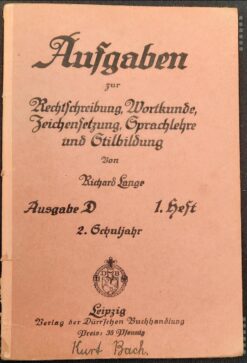 Aufgaben
zur
Rechtschreibung, Wortkunde,
Zeichensetzung, Sprachlehre
und Stilbildung
Von
Richard Lange
Ausgabe D 1. Heft
2. Schuljahr
Leipzig
Verlag der Dürrschen Buchhandlung
Preis: 35 Pfennig
Kurt Bach.